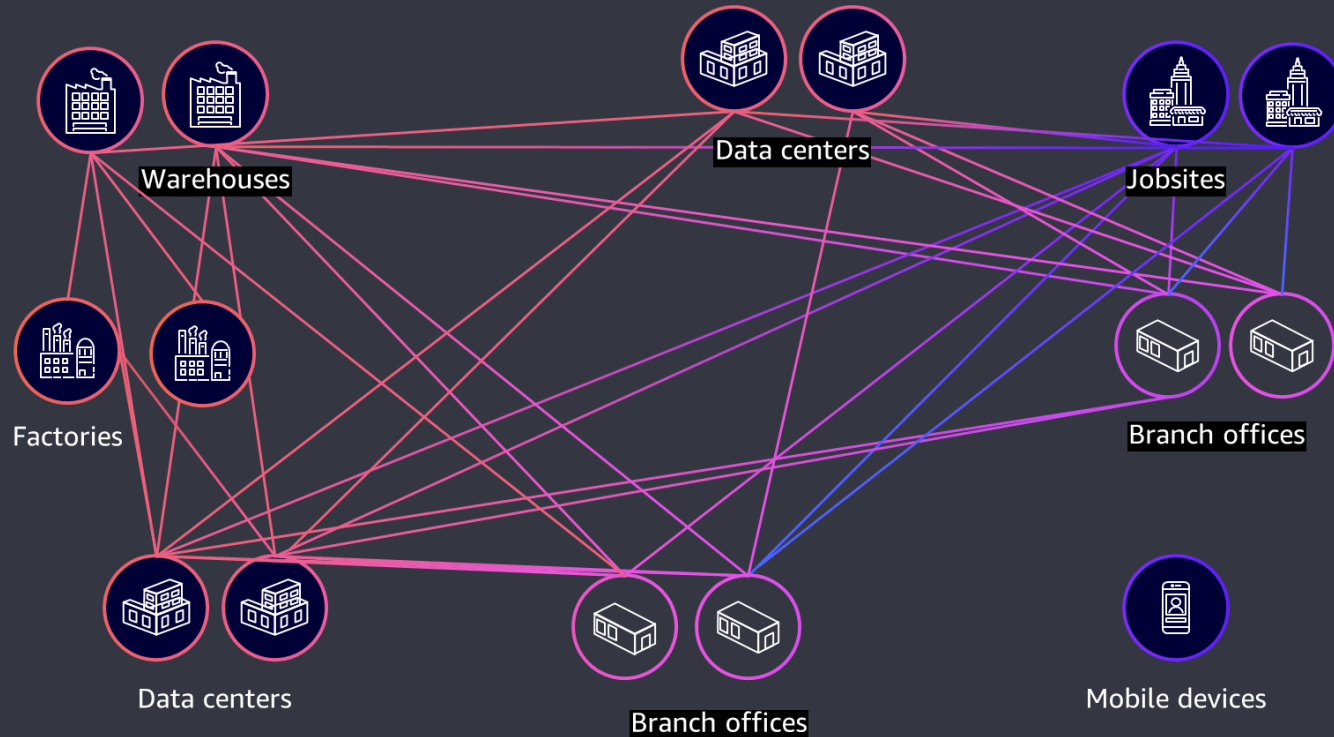 Data centers
Warehouses
Jobsites
Factories
Branch offices
Data centers
Mobile devices
Branch offices